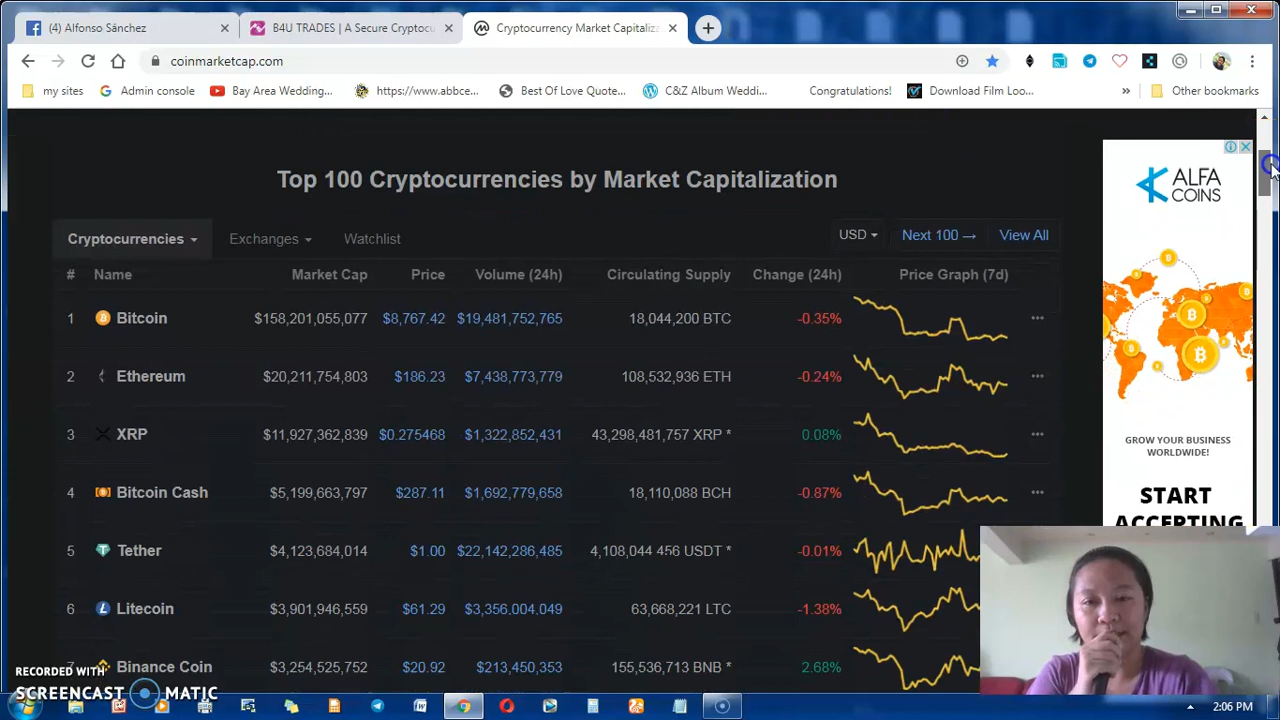 (4) Alfonso Sánchez
B4U TRADES | A Secure Cryptocu
Cryptocurrency Market Capitaliza
coinmarketcap.com
my sites
Admin console
Bay Area Wedding...
https://www.abbce...
Best Of Love Quote...
C&Z Album Weddi...
Congratulations!
Download Film Loo...
»
Other bookmarks
Top 100 Cryptocurrencies by Market Capitalization
Cryptocurrencies Exchanges Watchlist USD Next 100 → View All
# Name Market Cap Price Volume (24h) Circulating Supply Change (24h) Price Graph (7d)
1 Bitcoin $158,201,055,077 $8,767.42 $19,481,752,765 18,044,200 BTC -0.35%
2 Ethereum $20,211,754,803 $186.23 $7,438,773,779 108,532,936 ETH -0.24%
3 XRP $11,927,362,839 $0.275468 $1,322,852,431 43,298,481,757 XRP * 0.08%
4 Bitcoin Cash $5,199,663,797 $287.11 $1,692,779,658 18,110,088 BCH -0.87%
5 Tether $4,123,684,014 $1.00 $22,142,286,485 4,108,044 456 USDT * -0.01%
6 Litecoin $3,901,946,559 $61.29 $3,356,004,049 63,668,221 LTC -1.38%
7 Binance Coin $3,254,525,752 $20.92 $213,450,353 155,536,713 BNB * 2.68%
ALFA
COINS
GROW YOUR BUSINESS
WORLDWIDE!
START
ACCEPTING
RECORDED WITH
SCREENCAST MATIC
2:06 PM